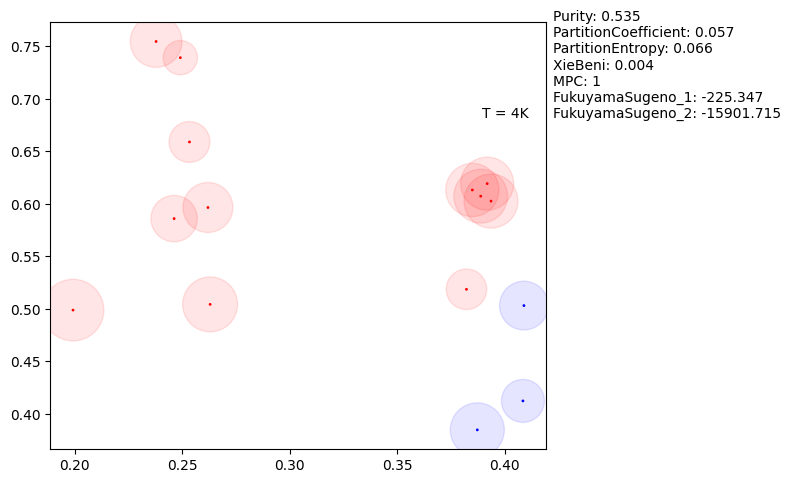 Purity: 0.535
PartitionCoefficient: 0.057
PartitionEntropy: 0.066
XieBeni: 0.004
MPC: 1
FukuyamaSugeno_1: -225.347
FukuyamaSugeno_2: -15901.715
T = 4K
0.75
0.70
0.65
0.60
0.55
0.50
0.45
0.40
0.20 0.25 0.30 0.35 0.40